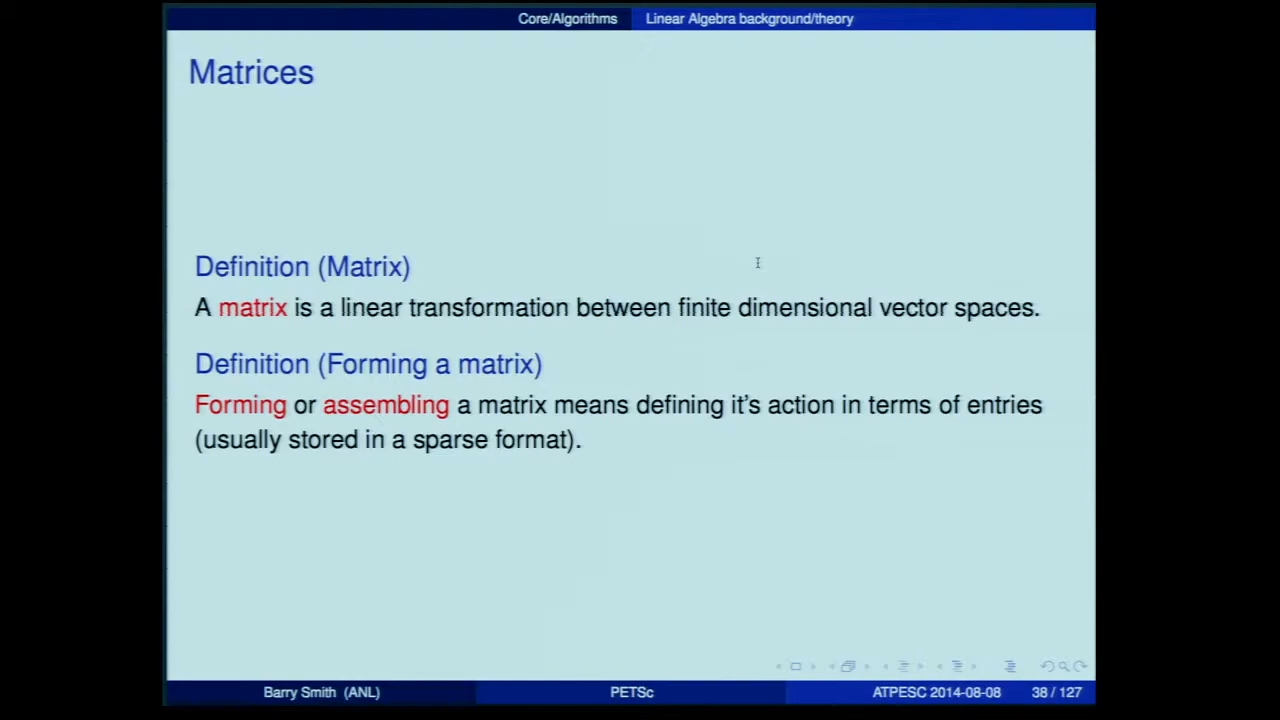 Core/Algorithms Linear Algebra background/theory
Matrices
Definition (Matrix)
A matrix is a linear transformation between finite dimensional vector spaces.
Definition (Forming a matrix)
Forming or assembling a matrix means defining it's action in terms of entries
(usually stored in a sparse format).
Barry Smith (ANL) PETSc ATPESC 2014-08-08 38 / 127